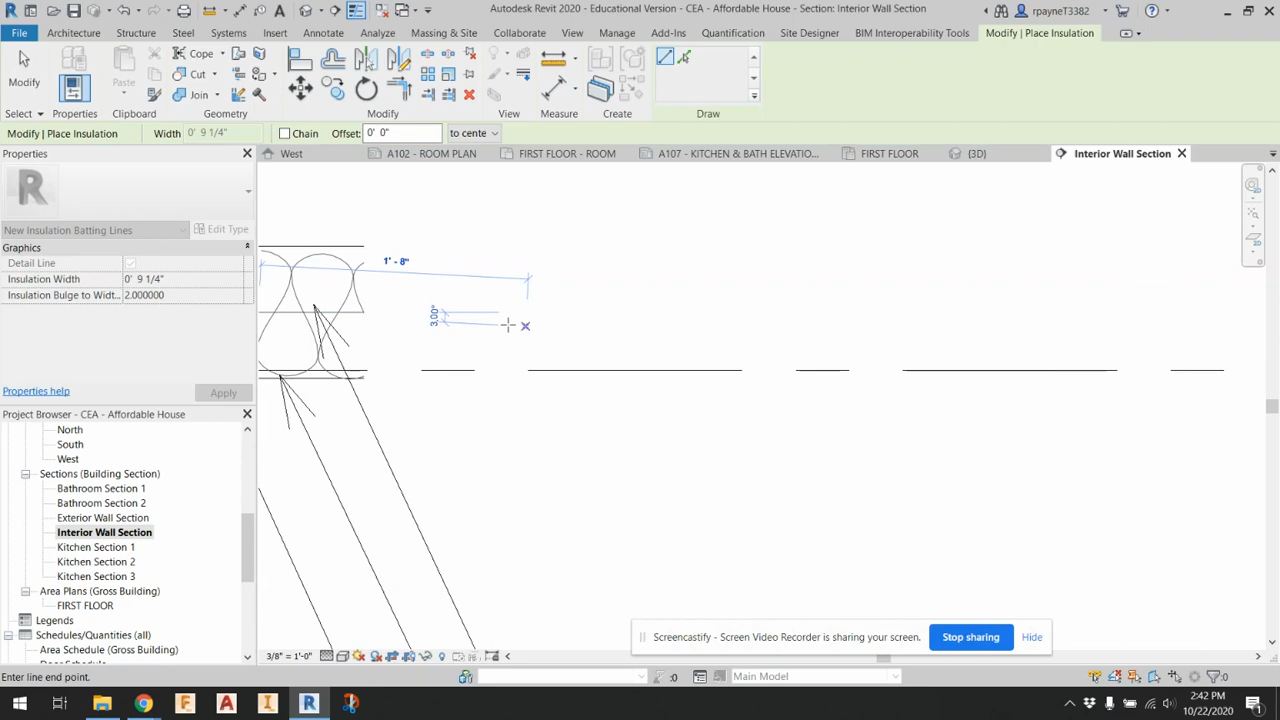 Autodesk Revit 2020 - Educational Version - CEA - Affordable House - Section: Interior Wall Section
rpayneT3382
File Architecture Structure Steel Systems Insert Annotate Analyze Massing & Site Collaborate View Manage Add-Ins Quantification Site Designer BIM Interoperability Tools Modify | Place Insulation
Modify
Paste
Cope
Cut
Join
Select Properties Clipboard Geometry Modify View Measure Create Draw
Modify | Place Insulation Width 0' 9 1/4" Chain Offset: 0' 0" to cente
Properties
West
A102 - ROOM PLAN
FIRST FLOOR - ROOM
A107 - KITCHEN & BATH ELEVATIO...
FIRST FLOOR
{3D}
Interior Wall Section
New Insulation Batting Lines Edit Type
Graphics
Detail Line
Insulation Width 0' 9 1/4"
Insulation Bulge to Widt... 2.000000
Properties help Apply
1' - 8"
3.00°
Project Browser - CEA - Affordable House
North
South
West
Sections (Building Section)
Bathroom Section 1
Bathroom Section 2
Exterior Wall Section
Interior Wall Section
Kitchen Section 1
Kitchen Section 2
Kitchen Section 3
Area Plans (Gross Building)
FIRST FLOOR
Legends
Schedules/Quantities (all)
Area Schedule (Gross Building)
Screencastify - Screen Video Recorder is sharing your screen. Stop sharing Hide
3/8" = 1'-0"
Enter line end point. :0 Main Model :0
2:42 PM
10/22/2020